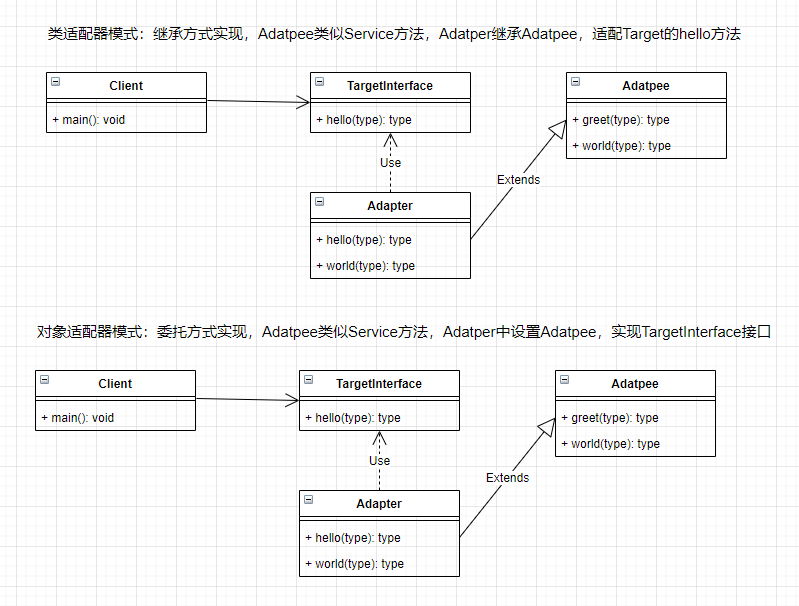 类适配器模式：继承方式实现，Adatpee类似Service方法，Adatper继承Adatpee，适配Target的hello方法
Client
+ main(): void
TargetInterface
+ hello(type): type
Adatpee
+ greet(type): type
+ world(type): type
Use
Extends
Adapter
+ hello(type): type
+ world(type): type
对象适配器模式：委托方式实现，Adatpee类似Service方法，Adatper中设置Adatpee，实现TargetInterface接口
Client
+ main(): void
TargetInterface
+ hello(type): type
Adatpee
+ greet(type): type
+ world(type): type
Use
Extends
Adapter
+ hello(type): type
+ world(type): type